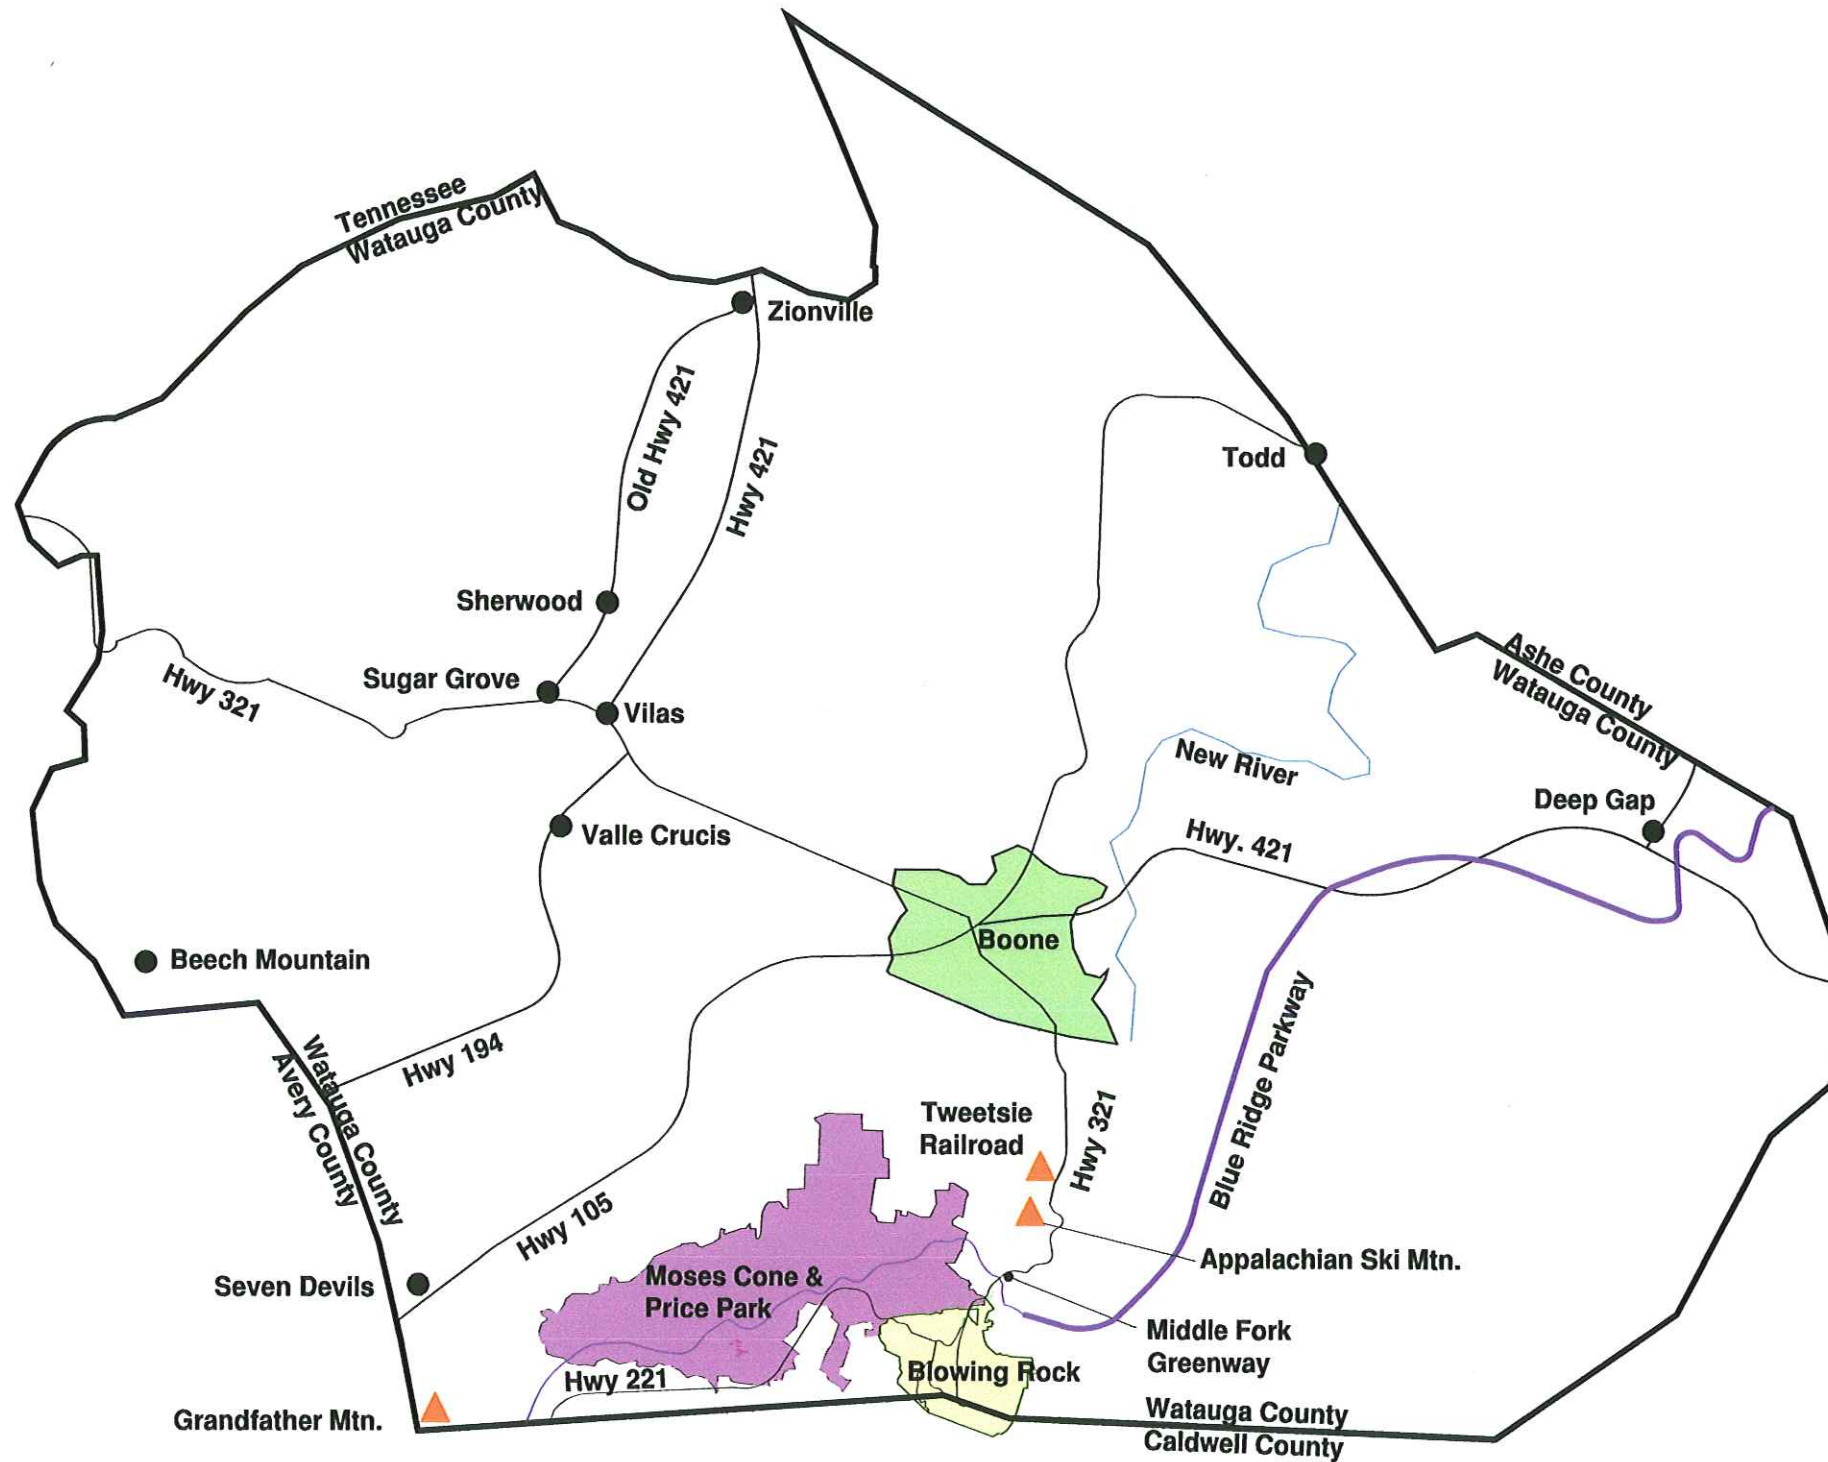 Tennessee
Watauga County
Zionville
Old Hwy 421
Hwy 421
Todd
Sherwood
Sugar Grove
Vilas
Hwy 321
Ashe County
Watauga County
New River
Deep Gap
Hwy. 421
Valle Crucis
Boone
Beech Mountain
Hwy 194
Watauga County
Avery County
Blue Ridge Parkway
Tweetsie
Railroad
Hwy 321
Hwy 105
Appalachian Ski Mtn.
Seven Devils
Moses Cone &
Price Park
Middle Fork
Greenway
Blowing Rock
Hwy 221
Grandfather Mtn.
Watauga County
Caldwell County